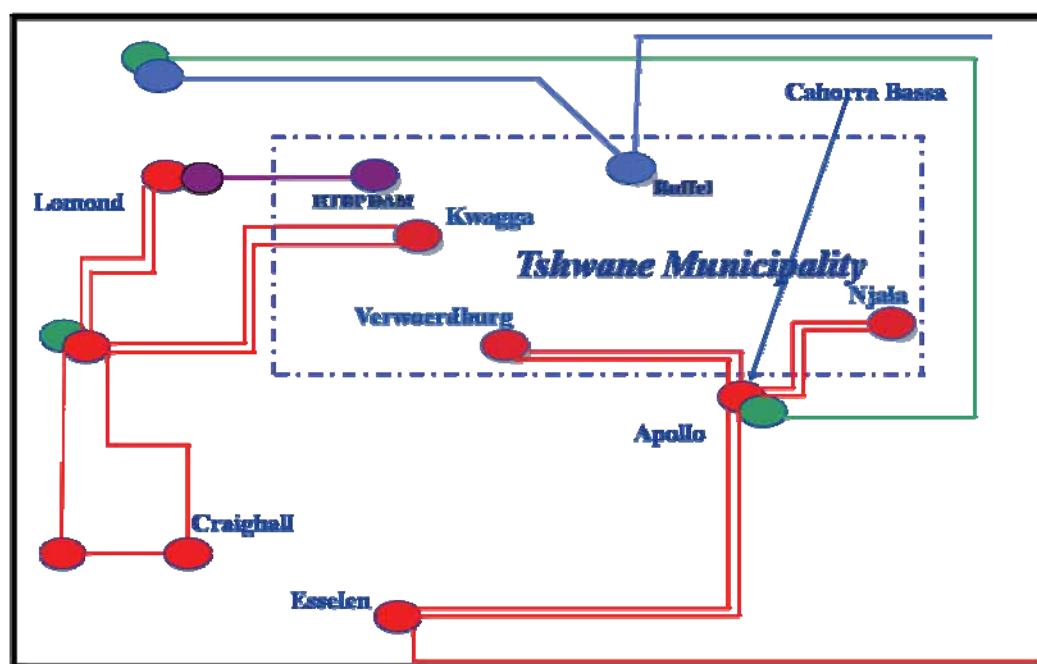 Cahorra Bassa
Lomond
Kwagga
Tshwane Municipality
Njala
Verwoerdburg
Apollo
Craighall
Esselen